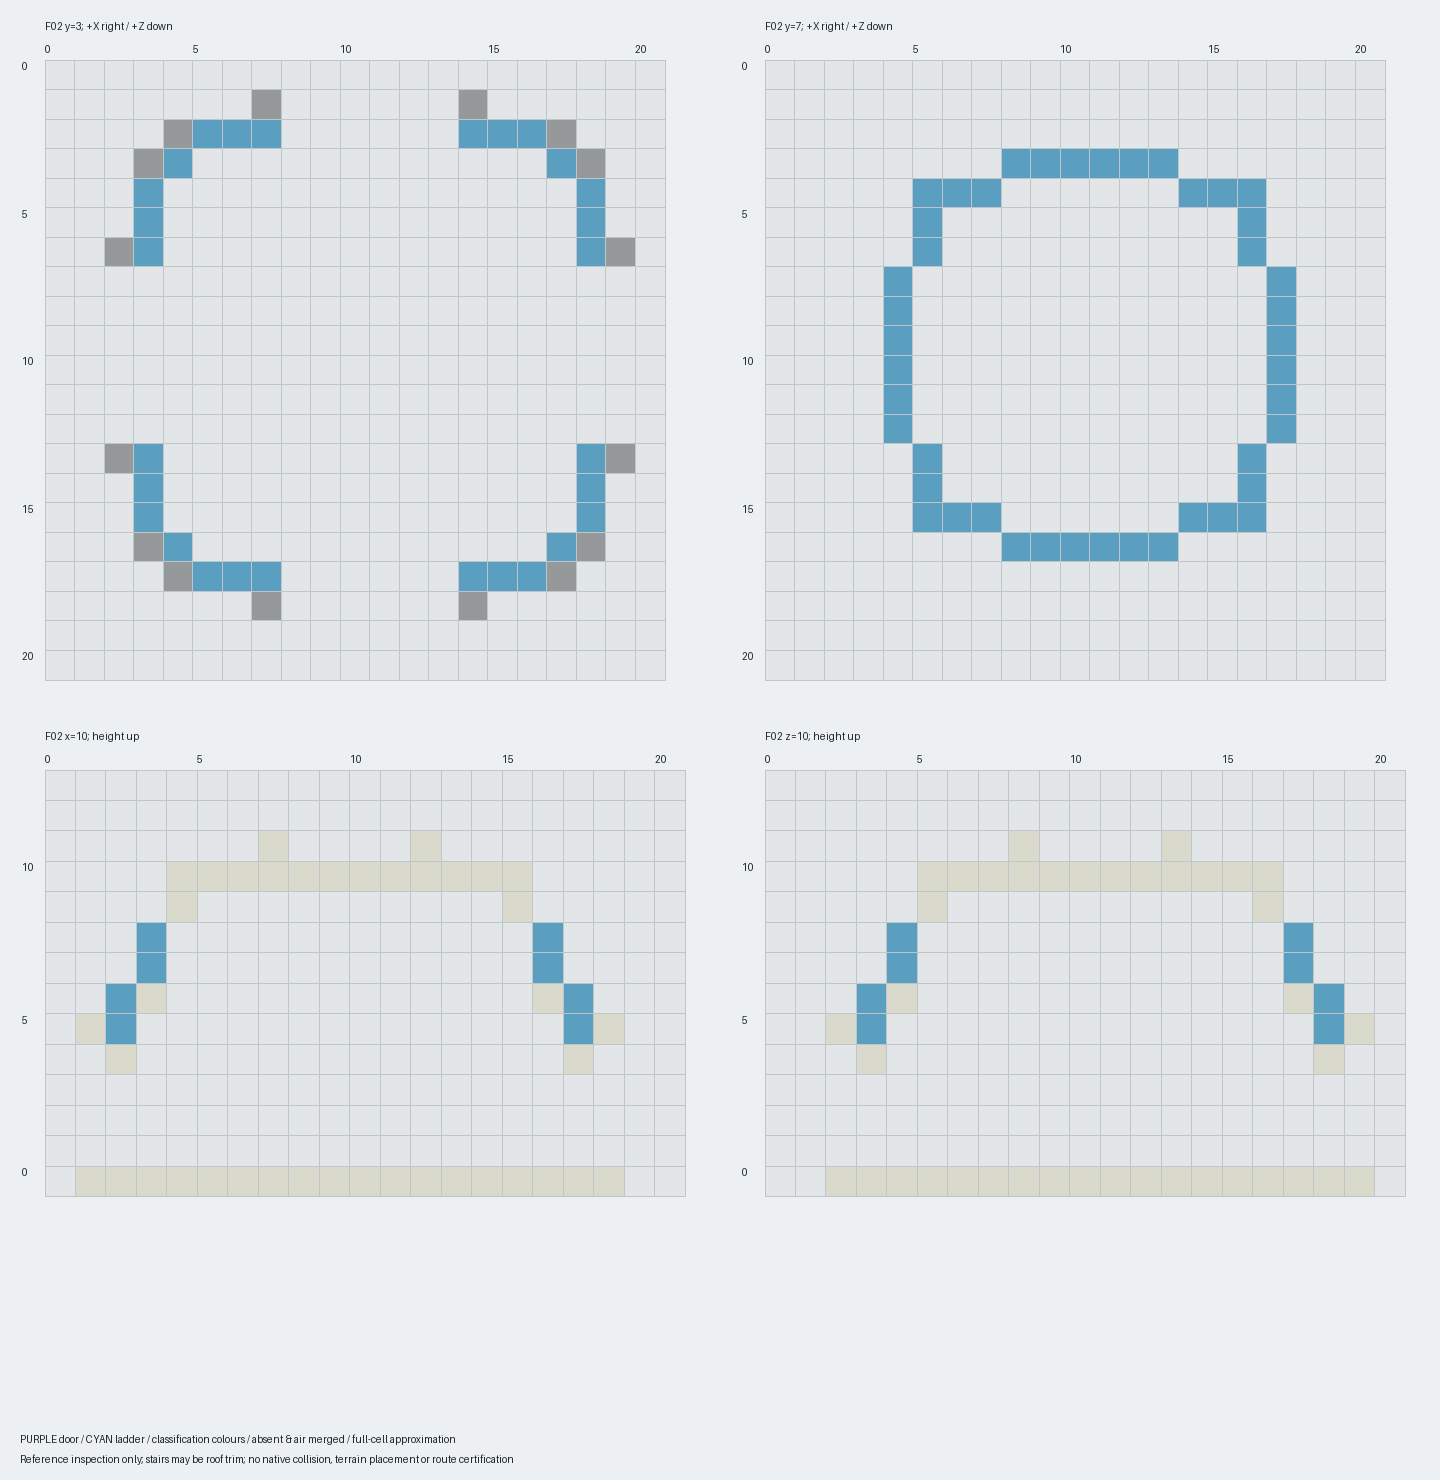 F02 y=3; +X right / +Z down
F02 y=7; +X right / +Z down
0 5 10 15 20
0 5 10 15 20
0
0
5
5
10
10
15
15
20
20
F02 x=10; height up
F02 z=10; height up
0 5 10 15 20
0 5 10 15 20
10
10
5
5
0
0
PURPLE door / CYAN ladder / classification colours / absent & air merged / full-cell approximation
Reference inspection only; stairs may be roof trim; no native collision, terrain placement or route certification